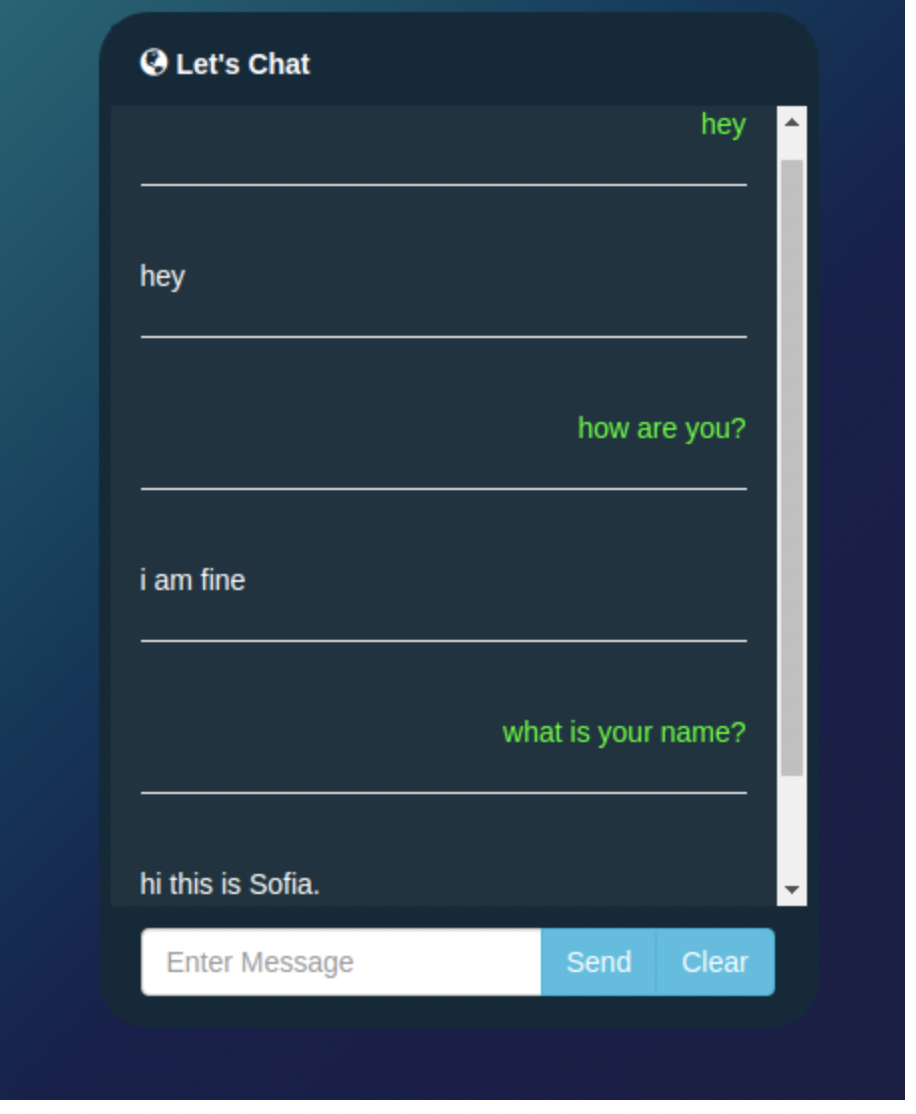 Let's Chat
hey
hey
how are you?
i am fine
what is your name?
hi this is Sofia.
Enter Message Send Clear